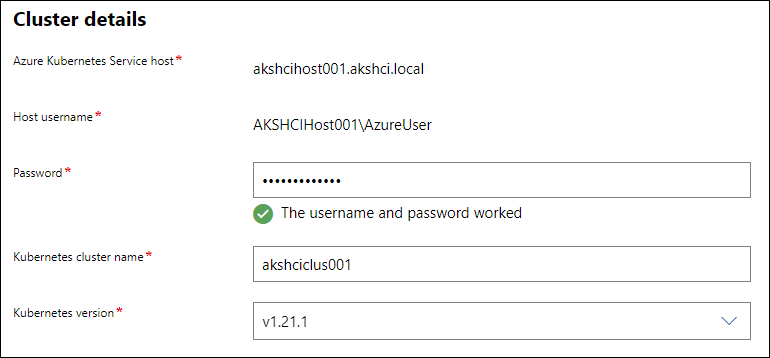 Cluster details
Azure Kubernetes Service host*
akshcihost001.akshci.local
Host username*
AKSHCIHost001\AzureUser
Password*
•••••••••••••
The username and password worked
Kubernetes cluster name*
akshciclus001
Kubernetes version*
v1.21.1